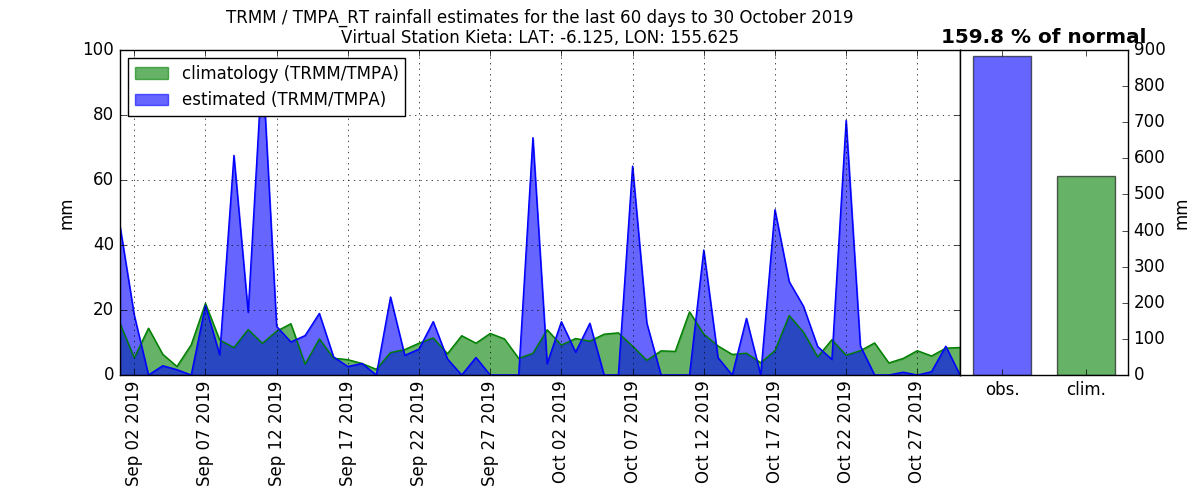 TRMM / TMPA_RT rainfall estimates for the last 60 days to 30 October 2019
Virtual Station Kieta: LAT: -6.125, LON: 155.625
159.8 % of normal
climatology (TRMM/TMPA)
estimated (TRMM/TMPA)
mm
100
80
60
40
20
0
Sep 02 2019
Sep 07 2019
Sep 12 2019
Sep 17 2019
Sep 22 2019
Sep 27 2019
Oct 02 2019
Oct 07 2019
Oct 12 2019
Oct 17 2019
Oct 22 2019
Oct 27 2019
obs.
clim.
900
800
700
600
500
400
300
200
100
0
mm